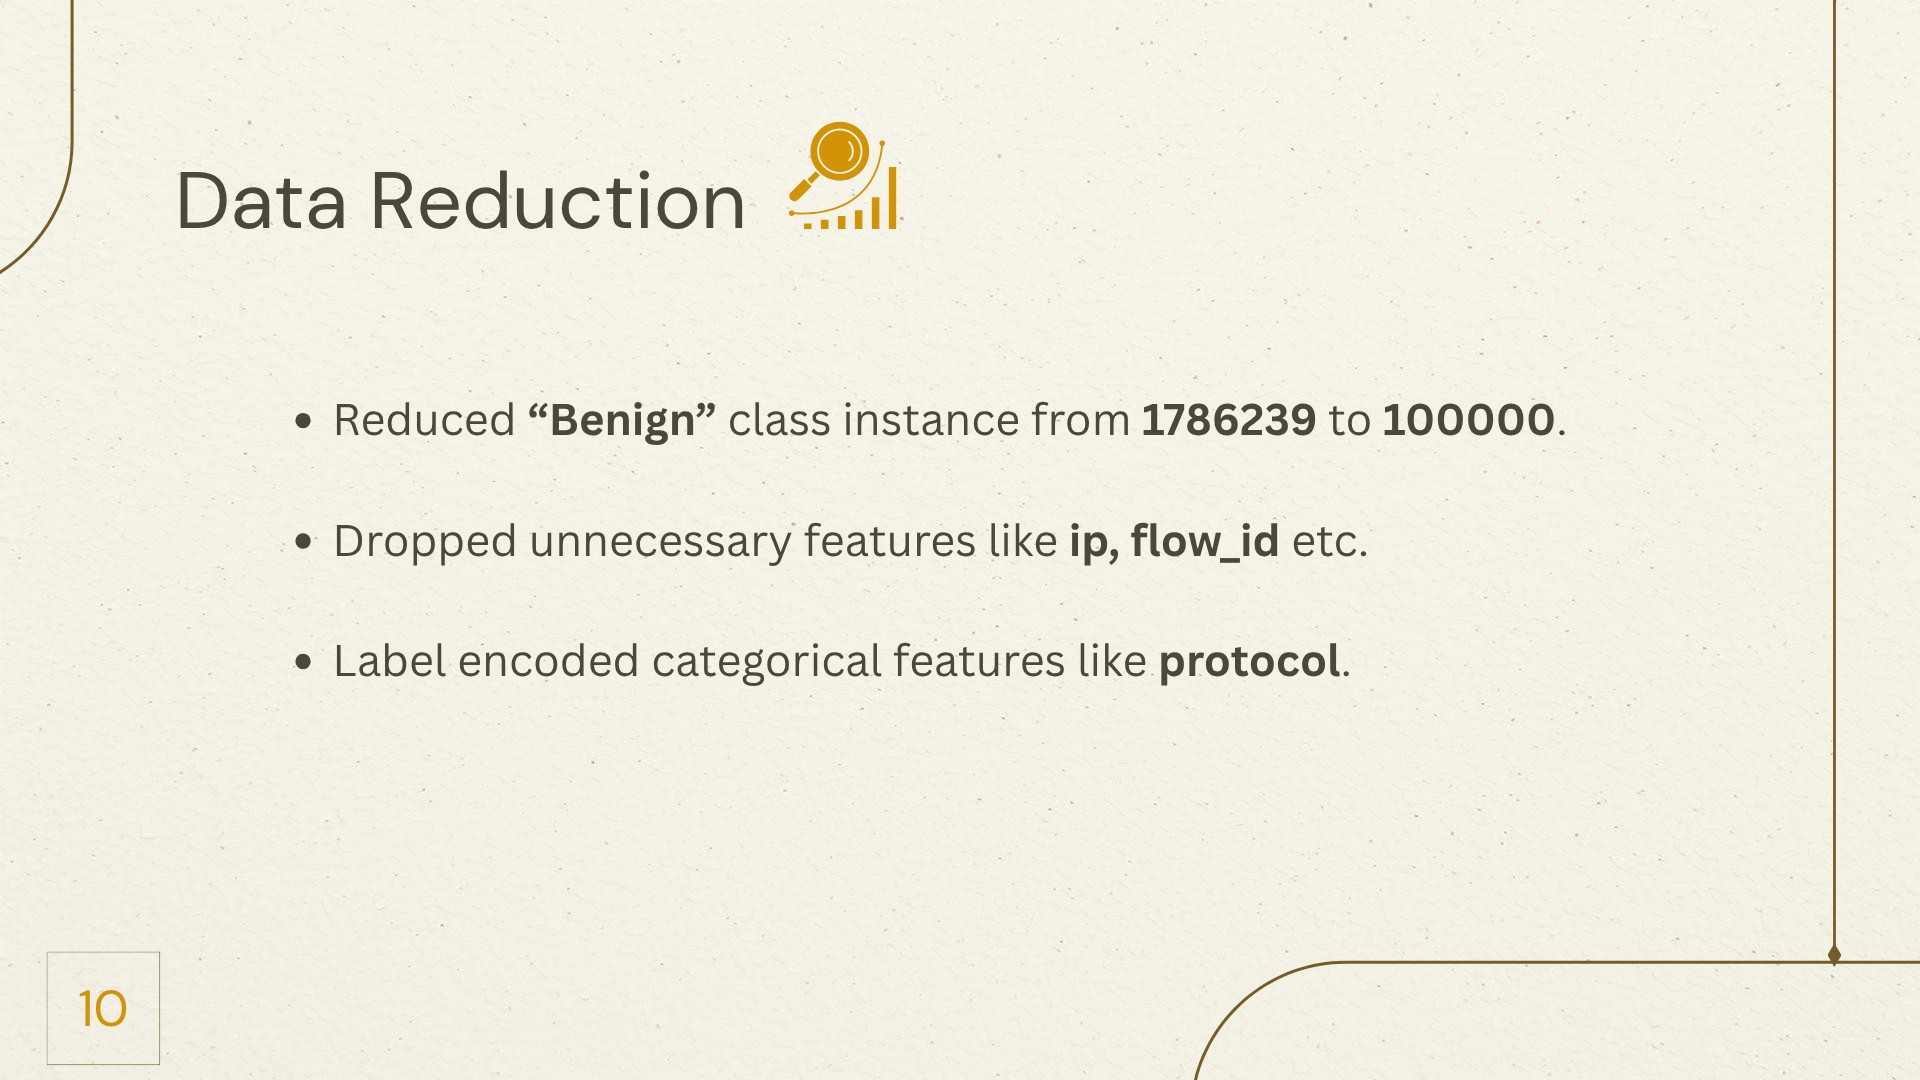 Data Reduction
• Reduced “Benign” class instance from 1786239 to 100000.
• Dropped unnecessary features like ip, flow_id etc.
• Label encoded categorical features like protocol.
10